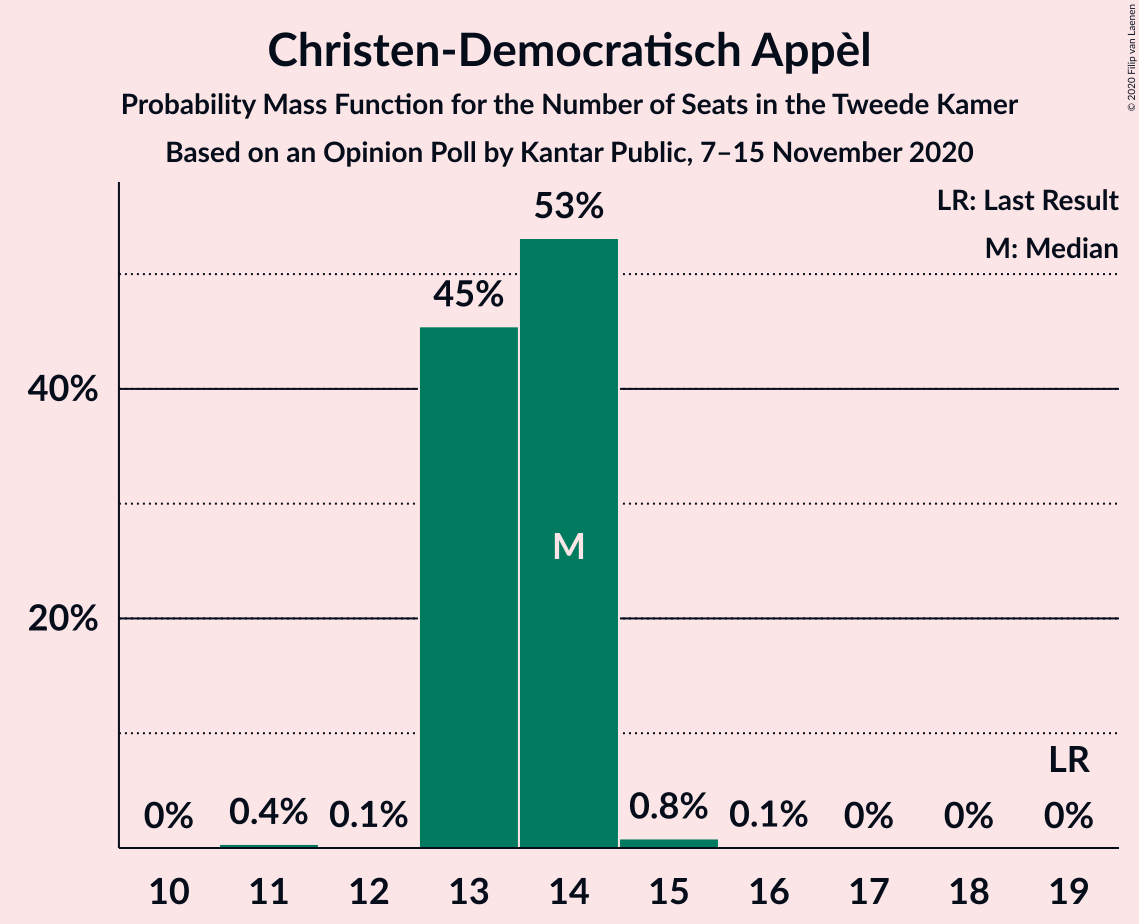 Christen-Democratisch Appèl
Probability Mass Function for the Number of Seats in the Tweede Kamer
Based on an Opinion Poll by Kantar Public, 7–15 November 2020
© 2020 Filip van Laenen
LR: Last Result
M: Median
53%
45%
40%
M
20%
LR
0% 0.4% 0.1% 0.8% 0.1% 0% 0% 0%
10 11 12 13 14 15 16 17 18 19